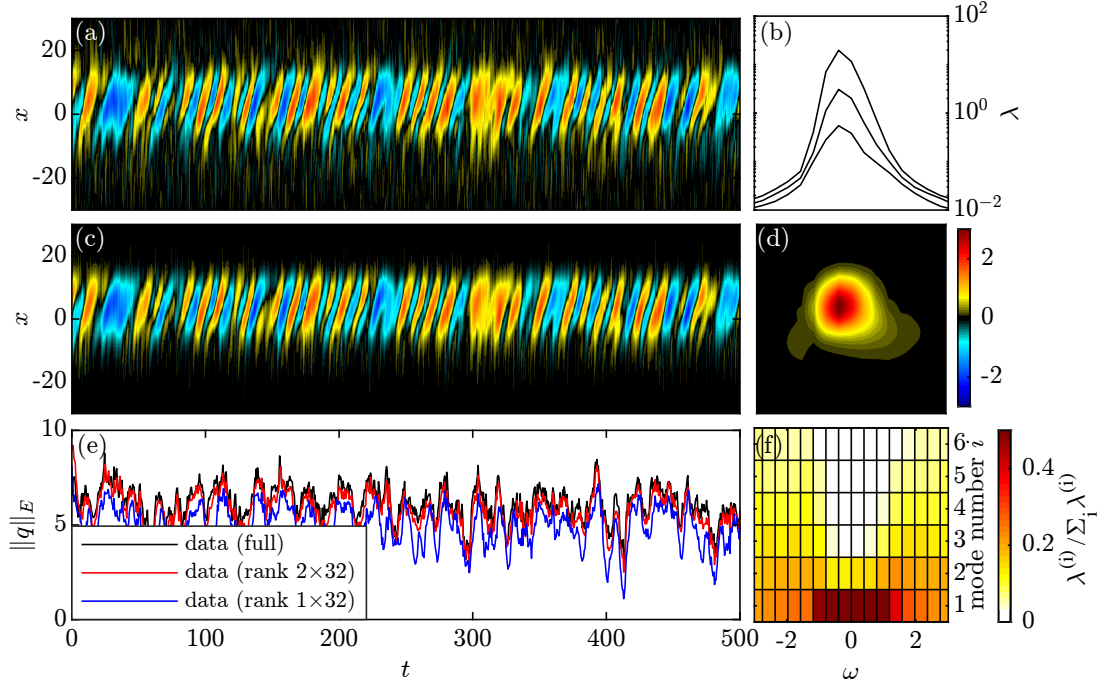 (a)
20
0
-20
x
(b)
10^2
10^0
10^-2
λ
(c)
20
0
-20
x
(d)
2
0
-2
(e)
10
5
0
‖q‖_E
data (full)
data (rank 2×32)
data (rank 1×32)
0 100 200 300 400 500
t
(f)
6
5
4
3
2
1
mode number i
-2 0 2
ω
0.4
0.2
0
λ^(i)/Σ_i λ^(i)